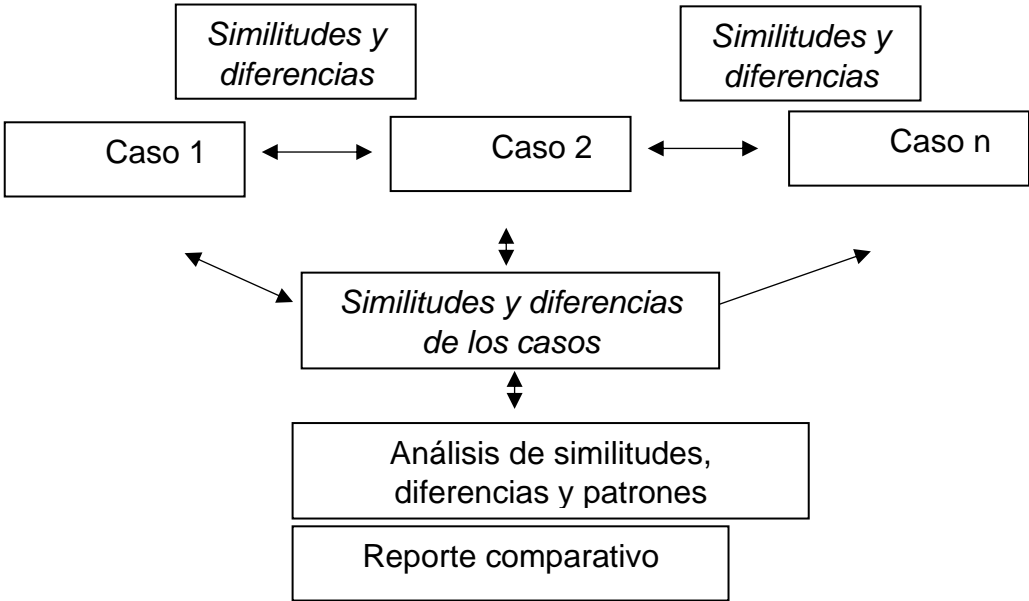 Similitudes y
diferencias
Similitudes y
diferencias
Caso 1
Caso 2
Caso n
Similitudes y diferencias
de los casos
Análisis de similitudes,
diferencias y patrones
Reporte comparativo